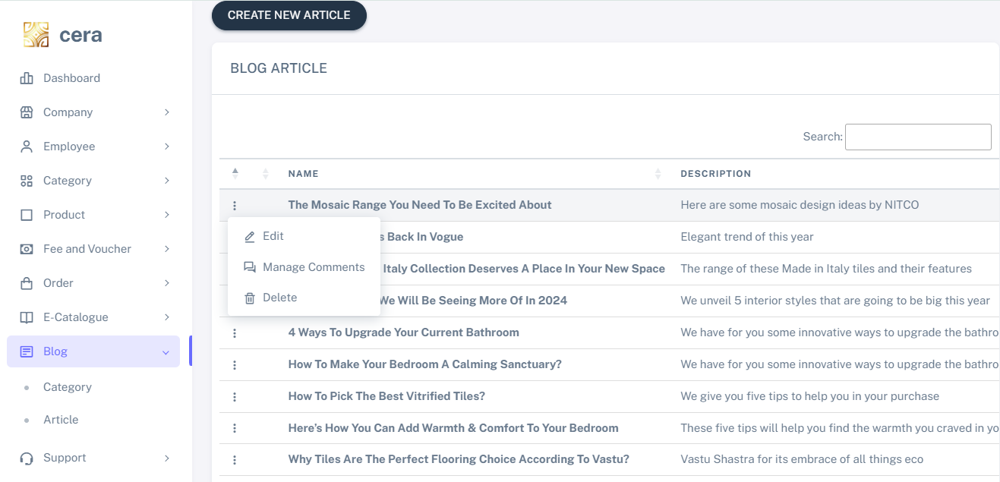 CREATE NEW ARTICLE
cera
Dashboard
Company
Employee
Category
Product
Fee and Voucher
Order
E-Catalogue
Blog
Category
Article
Support
BLOG ARTICLE
Search:
NAME DESCRIPTION
The Mosaic Range You Need To Be Excited About Here are some mosaic design ideas by NITCO
Edit
Manage Comments
Delete
Back In Vogue Elegant trend of this year
Italy Collection Deserves A Place In Your New Space The range of these Made in Italy tiles and their features
We Will Be Seeing More Of In 2024 We unveil 5 interior styles that are going to be big this year
4 Ways To Upgrade Your Current Bathroom We have for you some innovative ways to upgrade the bathro
How To Make Your Bedroom A Calming Sanctuary? We have for you some innovative ways to upgrade the bathro
How To Pick The Best Vitrified Tiles? We give you five tips to help you in your purchase
Here's How You Can Add Warmth & Comfort To Your Bedroom These five tips will help you find the warmth you craved in yo
Why Tiles Are The Perfect Flooring Choice According To Vastu? Vastu Shastra for its embrace of all things eco